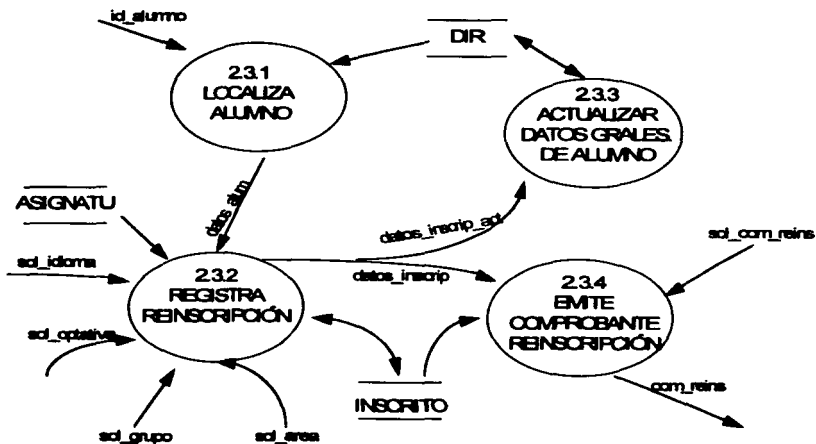 id_alumno
DIR
2.3.1
LOCALIZA
ALUMNO
2.3.3
ACTUALIZAR
DATOS GRALES.
DE ALUMNO
datos_alum
ASIGNATU
datos_inscrip_act
sol_com_reins
sol_idioma
2.3.2
REGISTRA
REINSCRIPCIÓN
datos_inscrip
2.3.4
EMITE
COMPROBANTE
REINSCRIPCIÓN
sol_optativa
INSCRITO
com_reins
sol_grupo
sol_area